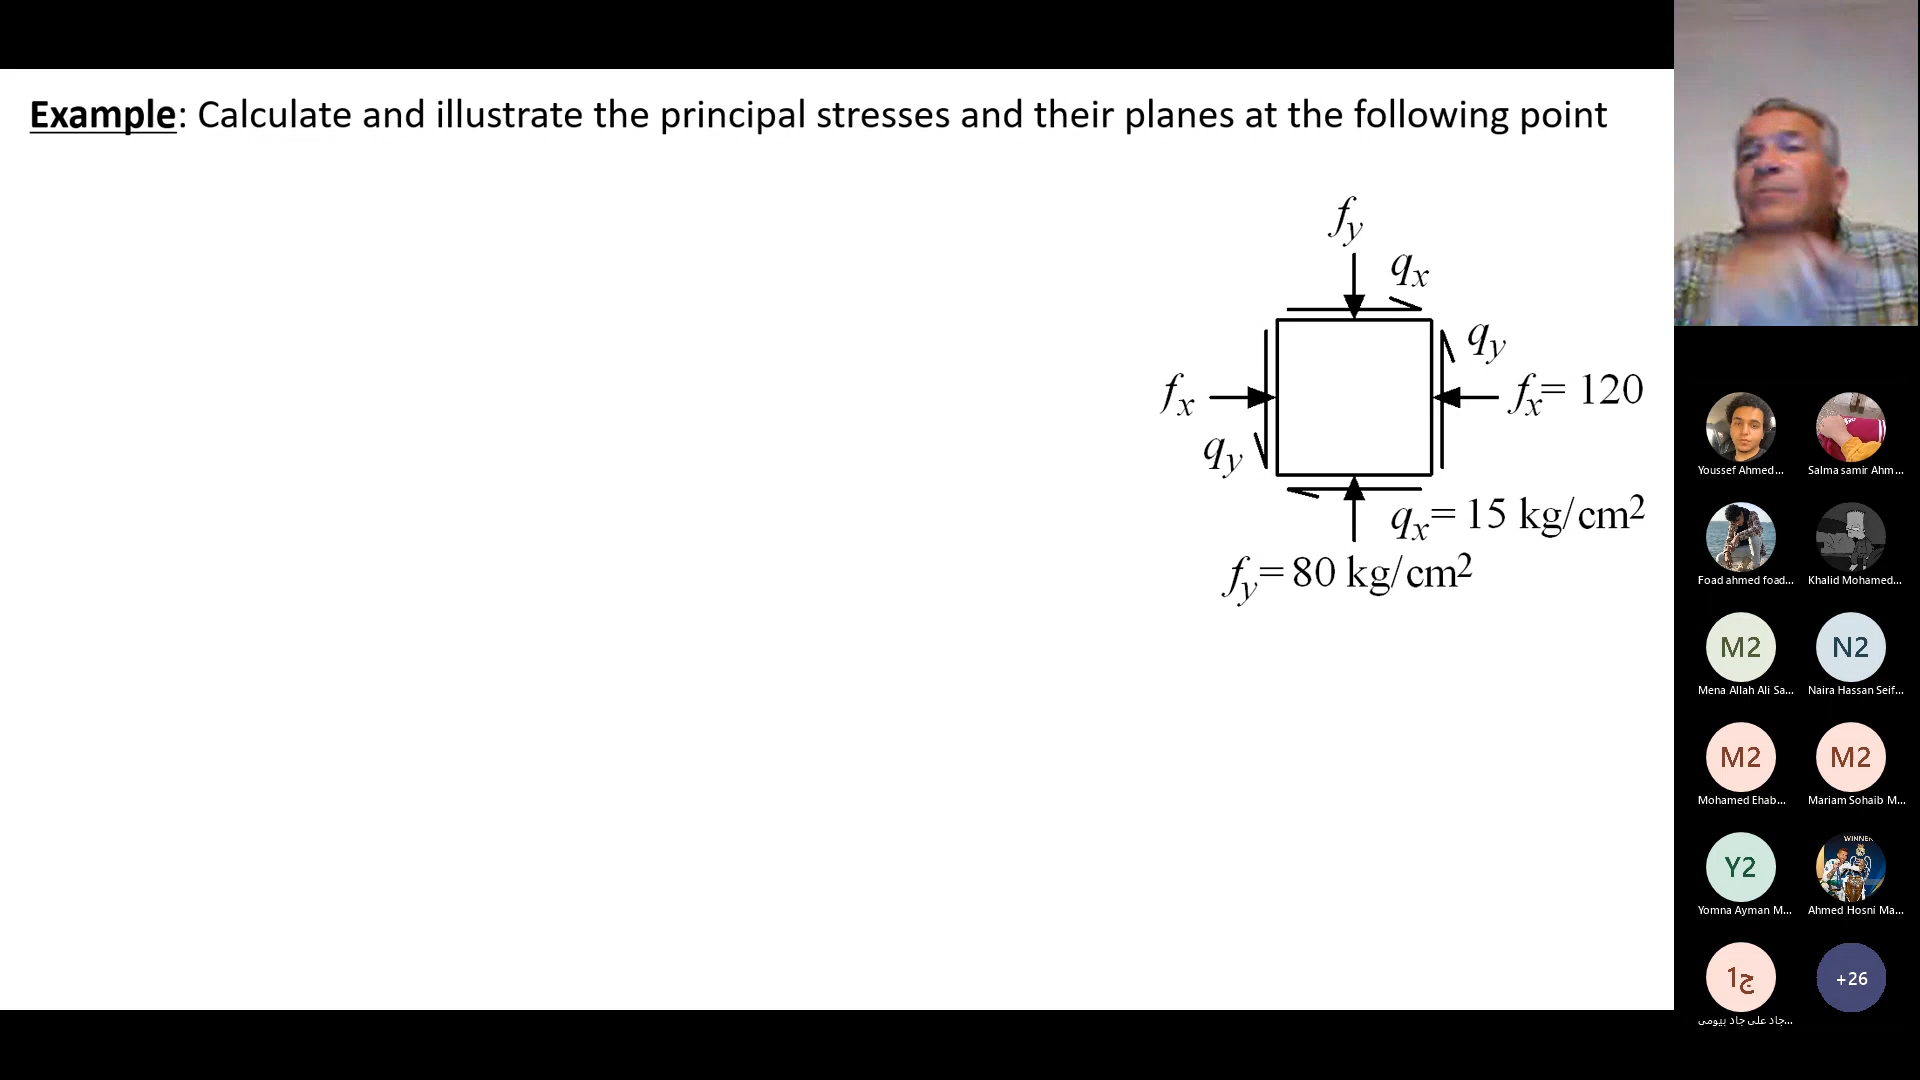 Example: Calculate and illustrate the principal stresses and their planes at the following point
fy
qx
qy
fx
fx= 120
qy
qx= 15 kg/cm2
fy= 80 kg/cm2
Youssef Ahmed...
Salma samir Ahm...
Foad ahmed foad...
Khalid Mohamed...
M2
N2
Mena Allah Ali Sa...
Naira Hassan Seif...
M2
M2
Mohamed Ehab...
Mariam Sohaib M...
Y2
WINNER
Yomna Ayman M...
Ahmed Hosni Ma...
ج1
+26
جاد على جاد بيومى...